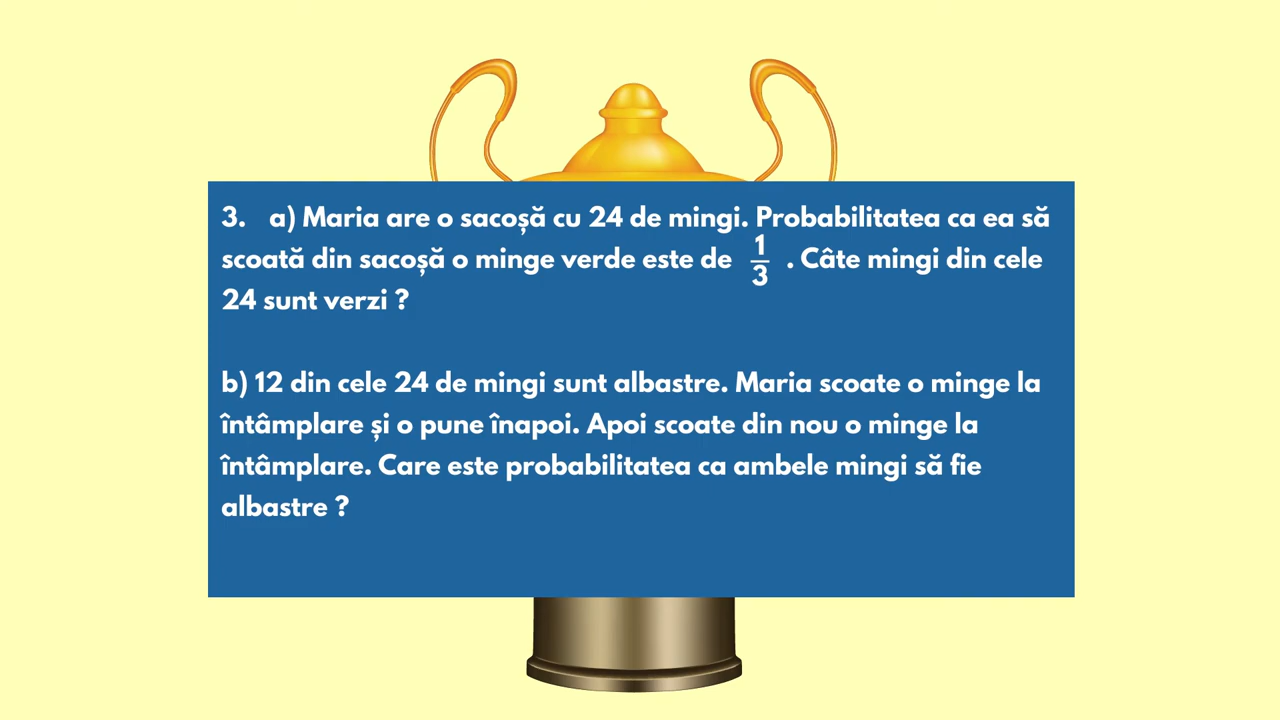 3. a) Maria are o sacoșă cu 24 de mingi. Probabilitatea ca ea să
scoată din sacoșă o minge verde este de 1/3 . Câte mingi din cele
24 sunt verzi ?
b) 12 din cele 24 de mingi sunt albastre. Maria scoate o minge la
întâmplare și o pune înapoi. Apoi scoate din nou o minge la
întâmplare. Care este probabilitatea ca ambele mingi să fie
albastre ?